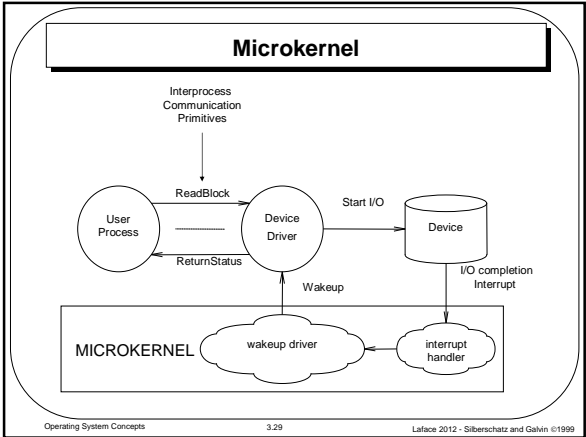 Microkernel
Interprocess
Communication
Primitives
ReadBlock
User
Process
Device
Driver
Start I/O
Device
ReturnStatus
I/O completion
Interrupt
Wakeup
MICROKERNEL
wakeup driver
interrupt
handler
Operating System Concepts
3.29
Laface 2012 - Silberschatz and Galvin ©1999